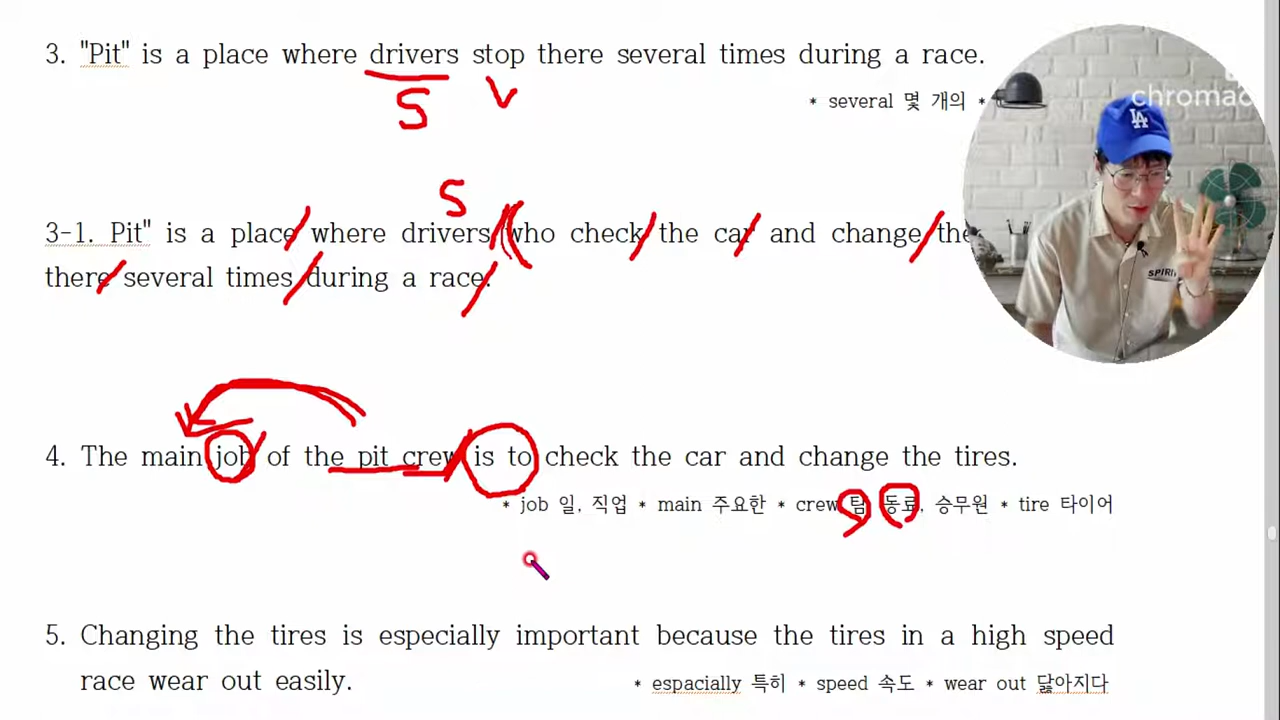 3. "Pit" is a place where drivers stop there several times during a race.
S V
* several 몇 개의 *
chromac
LA
S
3-1. Pit" is a place where drivers who check the car and change the
SPIRI
there several times during a race.
4. The main job of the pit crew is to check the car and change the tires.
* job 일, 직업 * main 주요한 * crew 팀 동료, 승무원 * tire 타이어
5. Changing the tires is especially important because the tires in a high speed
race wear out easily.
* espacially 특히 * speed 속도 * wear out 닳아지다